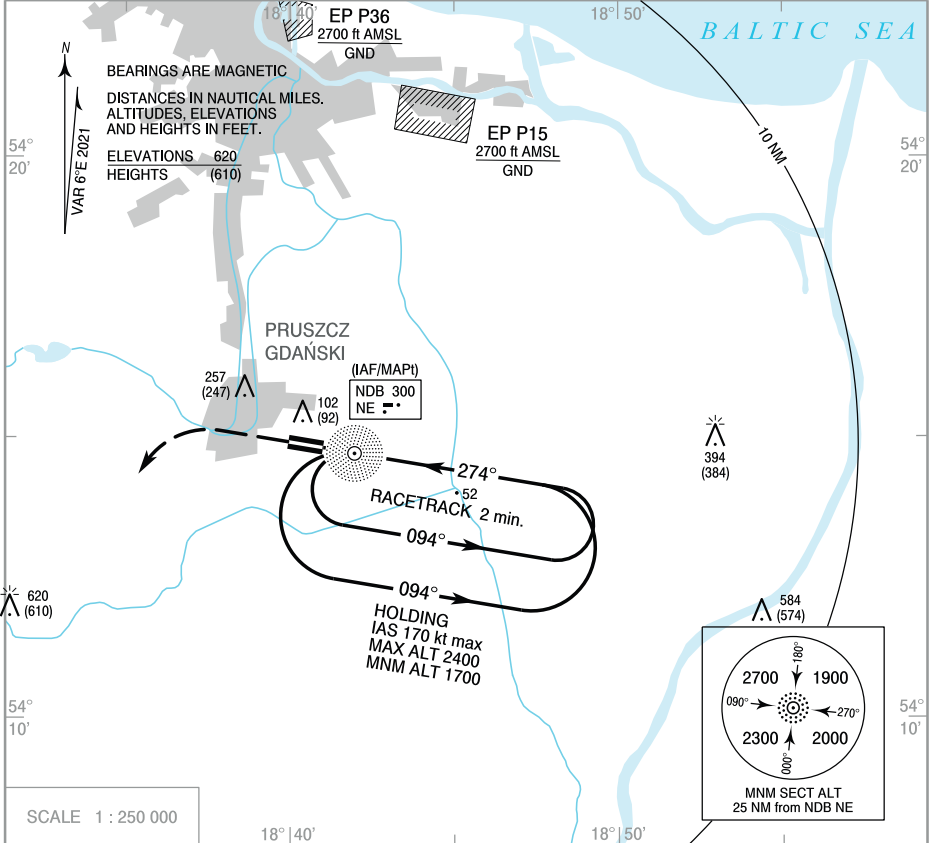 18° 40'
EP P36
2700 ft AMSL
GND
18° 50'
BALTIC SEA
N
VAR 6°E 2021
BEARINGS ARE MAGNETIC
DISTANCES IN NAUTICAL MILES.
ALTITUDES, ELEVATIONS
AND HEIGHTS IN FEET.
ELEVATIONS 620
HEIGHTS (610)
EP P15
2700 ft AMSL
GND
10 NM
54°
20'
54°
20'
PRUSZCZ
GDAŃSKI
(IAF/MAPt)
NDB 300
NE
257
(247)
102
(92)
394
(384)
274°
52
RACETRACK 2 min.
094°
094°
HOLDING
IAS 170 kt max
MAX ALT 2400
MNM ALT 1700
620
(610)
584
(574)
180°
2700 1900
090° 270°
2300 2000
000°
MNM SECT ALT
25 NM from NDB NE
54°
10'
54°
10'
SCALE 1 : 250 000
18° 40'
18° 50'